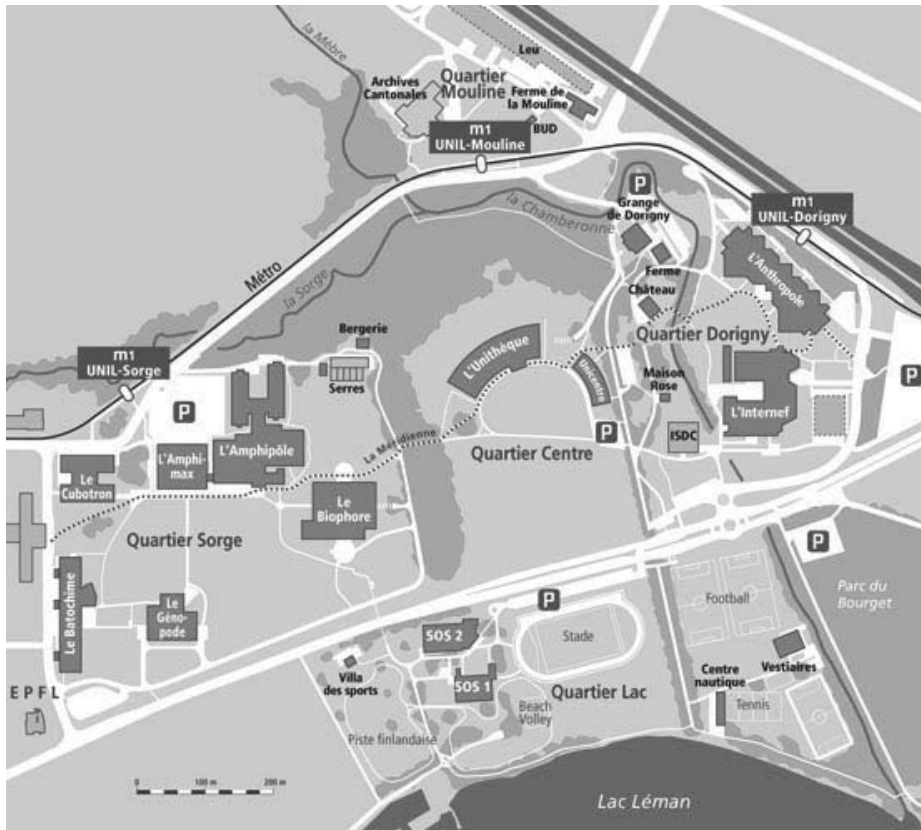 la Mèbre
Leu
Archives
Cantonales
Quartier
Mouline
Ferme de
la Mouline
BUD
m1
UNIL-Mouline
P
Grange
de Dorigny
m1
UNIL-Dorigny
la Chamberonne
Métro
la Sorge
Ferme
L'Anthropole
Château
Bergerie
Quartier Dorigny
L'Unithèque
m1
UNIL-Sorge
Serres
Unicentre
Maison
Rose
P
P
L'Internef
La Méridienne
P
ISDC
L'Amphi-
max
L'Amphipôle
Quartier Centre
Le
Cubotron
Le
Biophore
Quartier Sorge
P
Parc du
Bourget
Football
Le Batochime
Le
Géno-
pode
P
SOS 2
Stade
Vestiaires
Villa
des sports
SOS 1
Quartier Lac
Centre
nautique
EPFL
Beach
Volley
Tennis
Piste finlandaise
0 100 m 200 m
Lac Léman